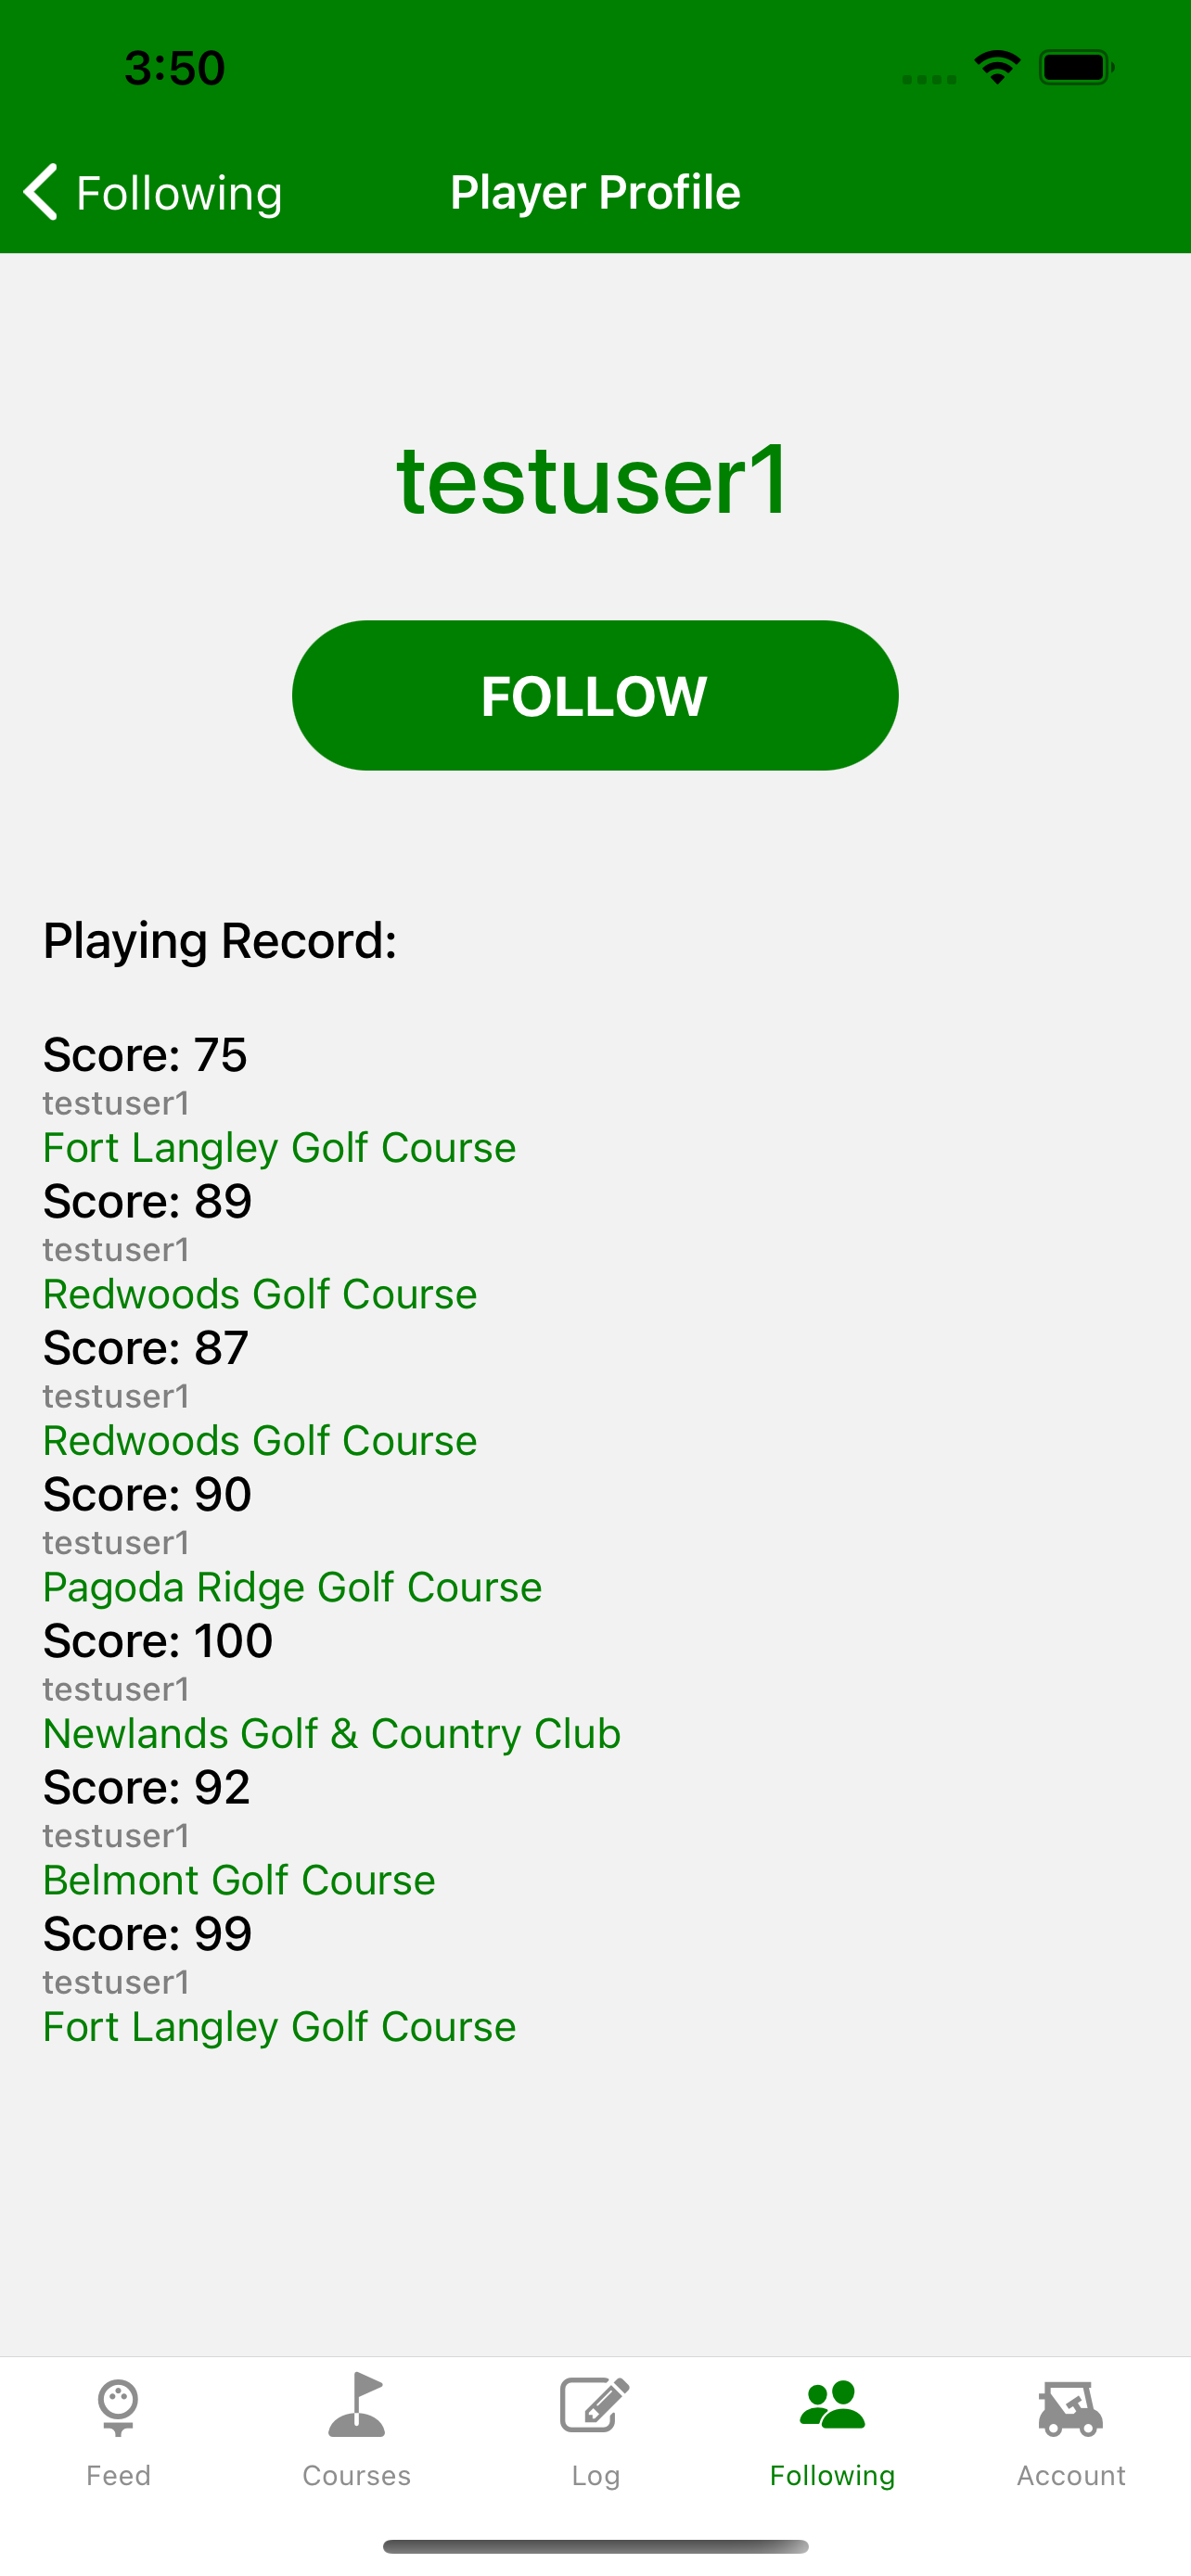 3:50
Following
Player Profile
testuser1
FOLLOW
Playing Record:
Score: 75
testuser1
Fort Langley Golf Course
Score: 89
testuser1
Redwoods Golf Course
Score: 87
testuser1
Redwoods Golf Course
Score: 90
testuser1
Pagoda Ridge Golf Course
Score: 100
testuser1
Newlands Golf & Country Club
Score: 92
testuser1
Belmont Golf Course
Score: 99
testuser1
Fort Langley Golf Course
Feed
Courses
Log
Following
Account